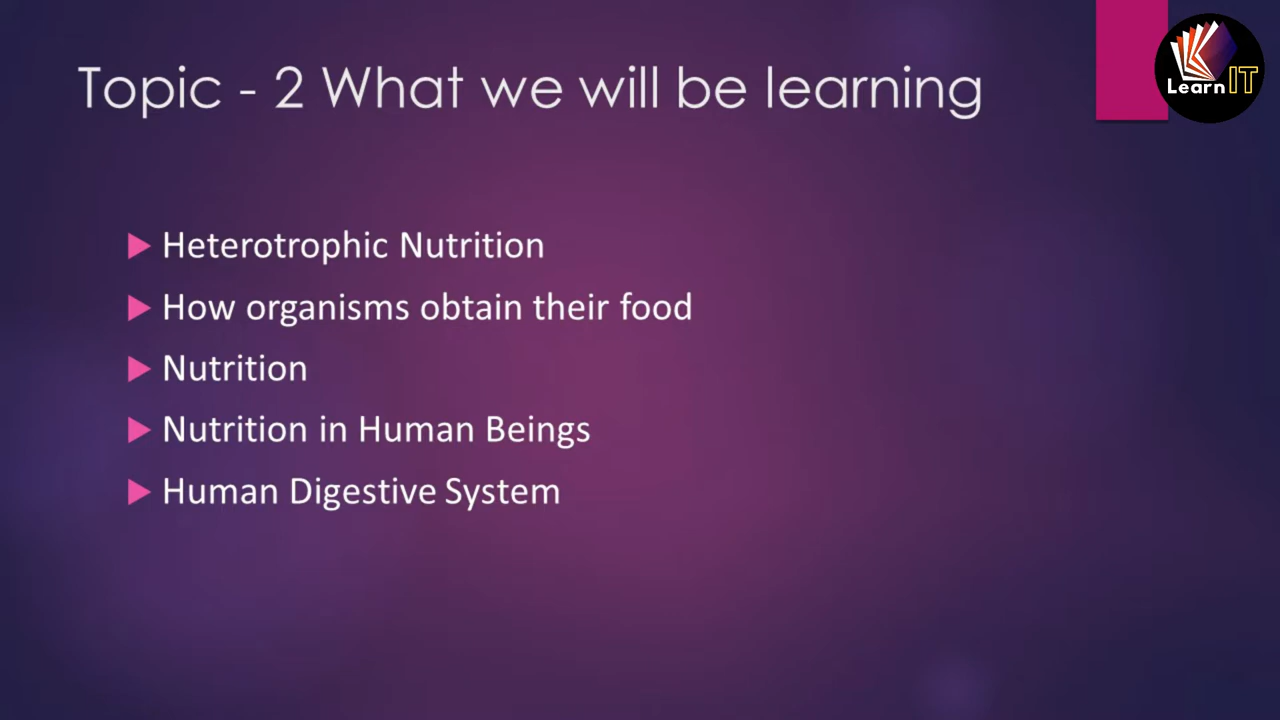 Topic - 2 What we will be learning
Learn IT
Heterotrophic Nutrition
How organisms obtain their food
Nutrition
Nutrition in Human Beings
Human Digestive System